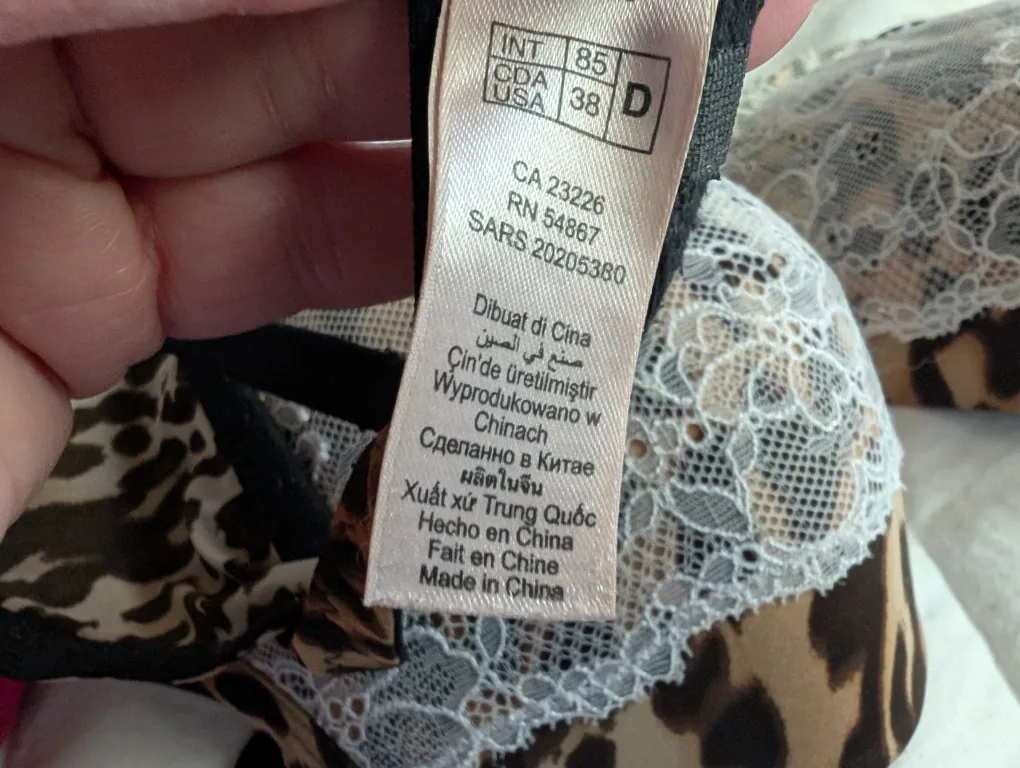 INT 85 D
CDA USA 38
CA 23226
RN 54867
SARS 20205380
Dibuat di Cina
صنع في الصين
Çin'de üretilmiştir
Wyprodukowano w
Chinach
Сделанно в Китае
ผลิตในจีน
Xuất xứ Trung Quốc
Hecho en China
Fait en Chine
Made in China